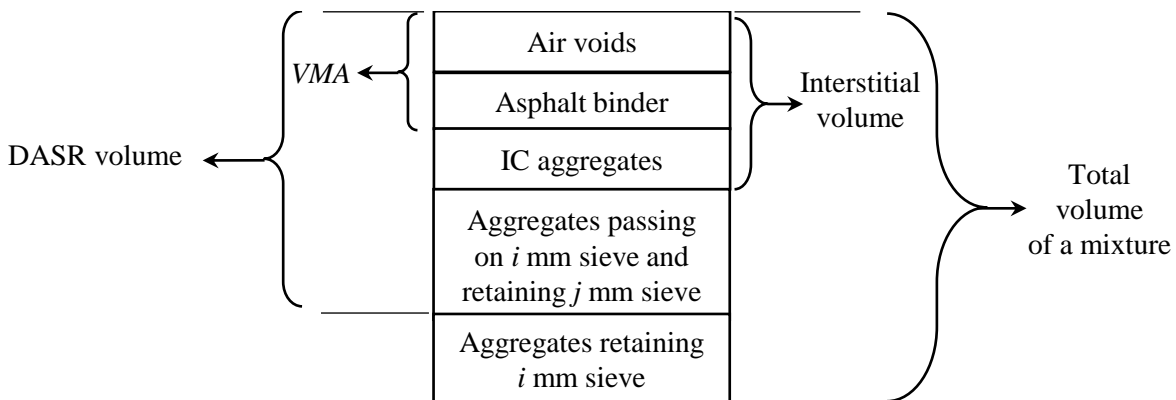 Air voids
VMA
Asphalt binder
Interstitial
volume
DASR volume
IC aggregates
Aggregates passing
on i mm sieve and
retaining j mm sieve
Total
volume
of a mixture
Aggregates retaining
i mm sieve